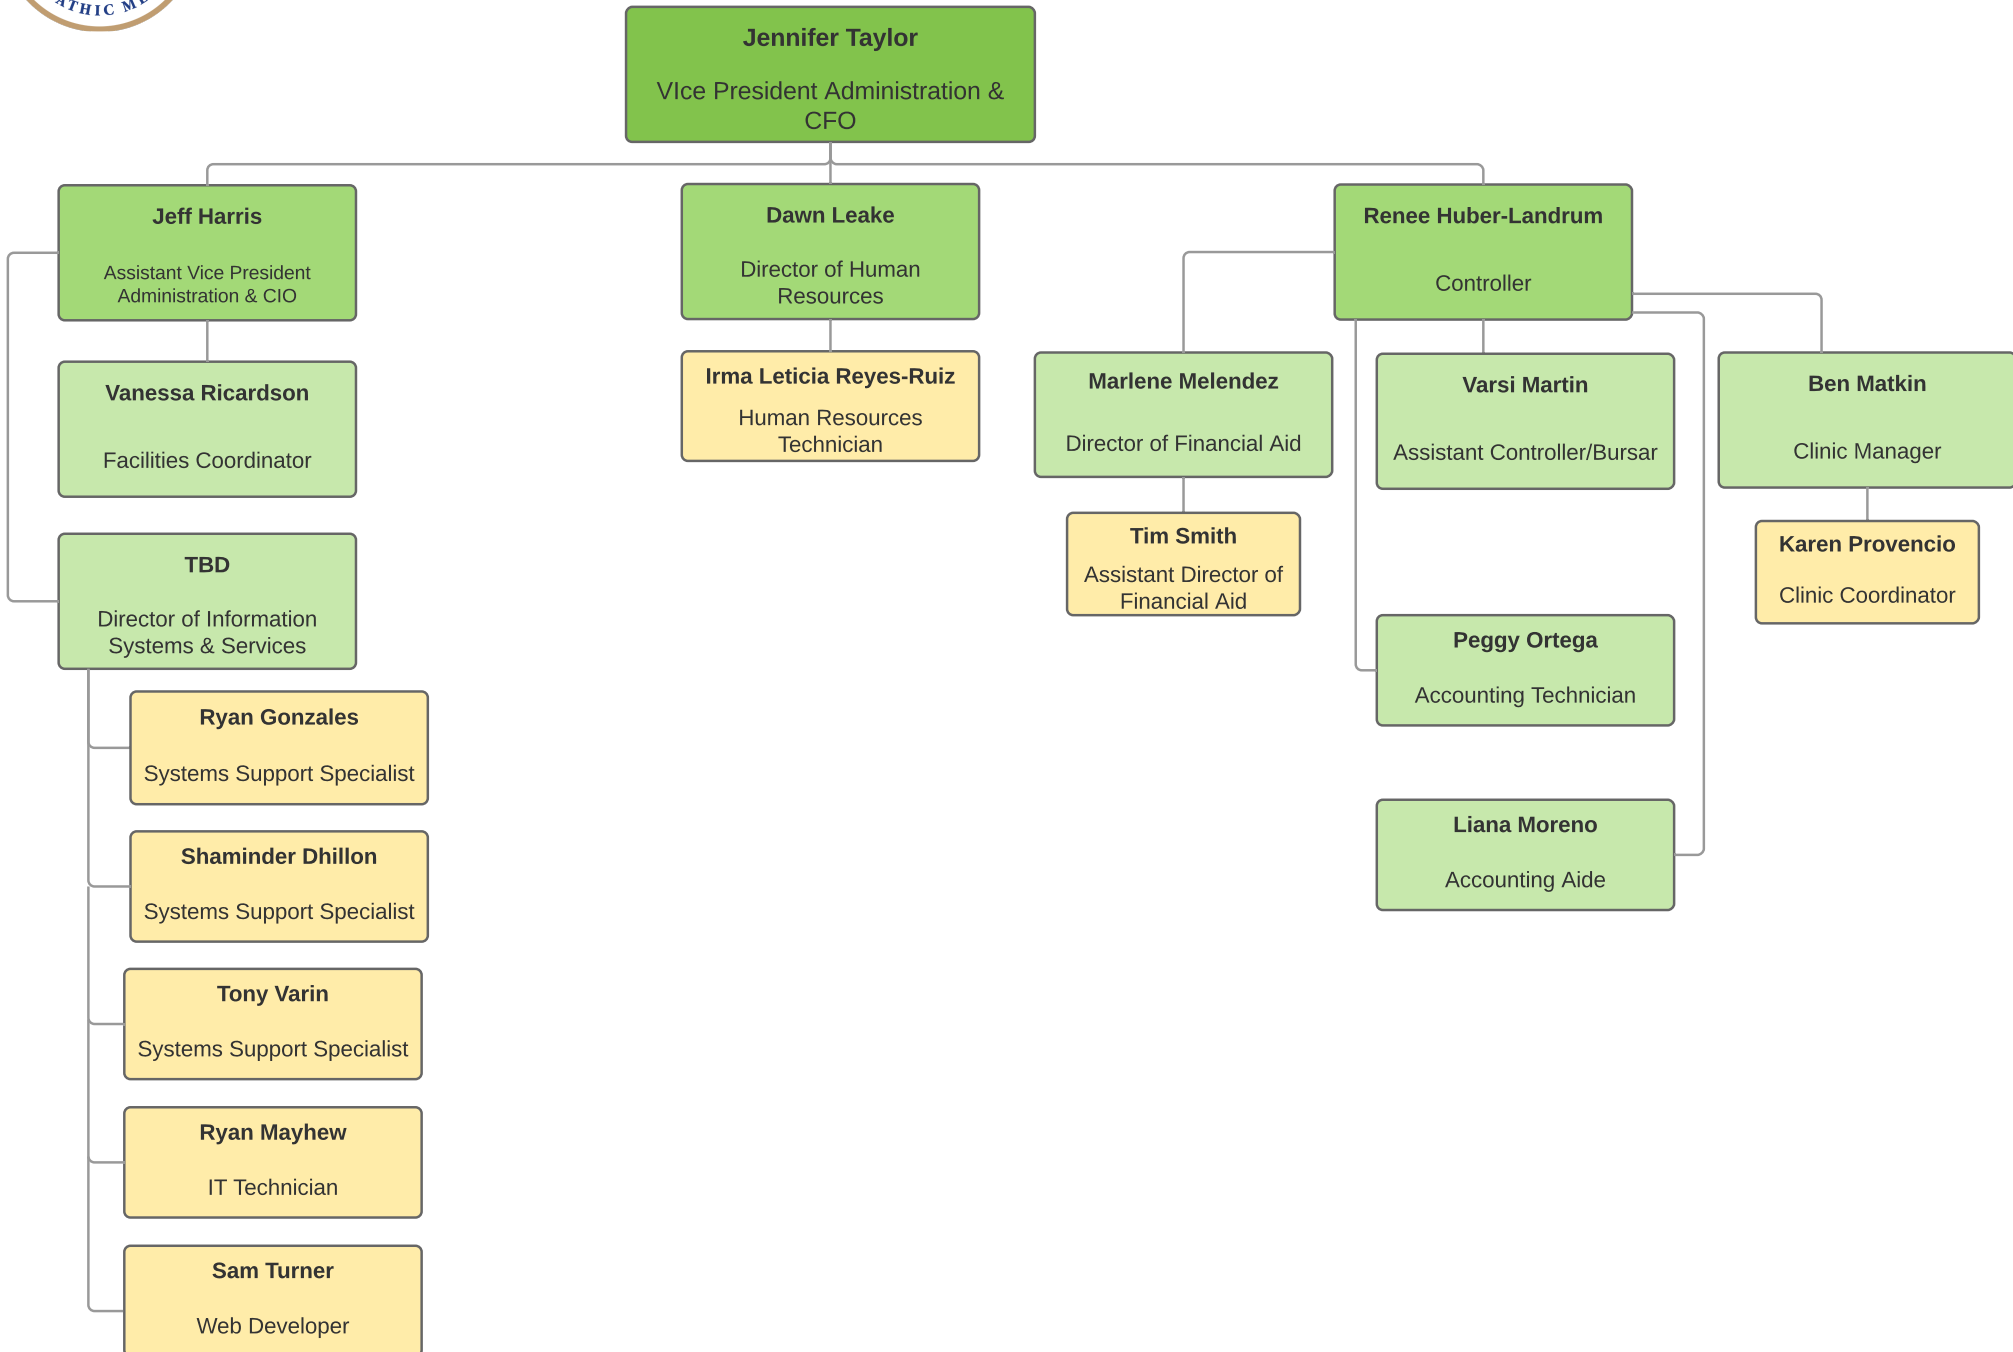 ATHIC ME
Jennifer Taylor
VIce President Administration &
CFO
Jeff Harris
Assistant Vice President
Administration & CIO
Dawn Leake
Director of Human
Resources
Renee Huber-Landrum
Controller
Vanessa Ricardson
Facilities Coordinator
Irma Leticia Reyes-Ruiz
Human Resources
Technician
Marlene Melendez
Director of Financial Aid
Varsi Martin
Assistant Controller/Bursar
Ben Matkin
Clinic Manager
TBD
Director of Information
Systems & Services
Tim Smith
Assistant Director of
Financial Aid
Karen Provencio
Clinic Coordinator
Peggy Ortega
Accounting Technician
Ryan Gonzales
Systems Support Specialist
Liana Moreno
Accounting Aide
Shaminder Dhillon
Systems Support Specialist
Tony Varin
Systems Support Specialist
Ryan Mayhew
IT Technician
Sam Turner
Web Developer